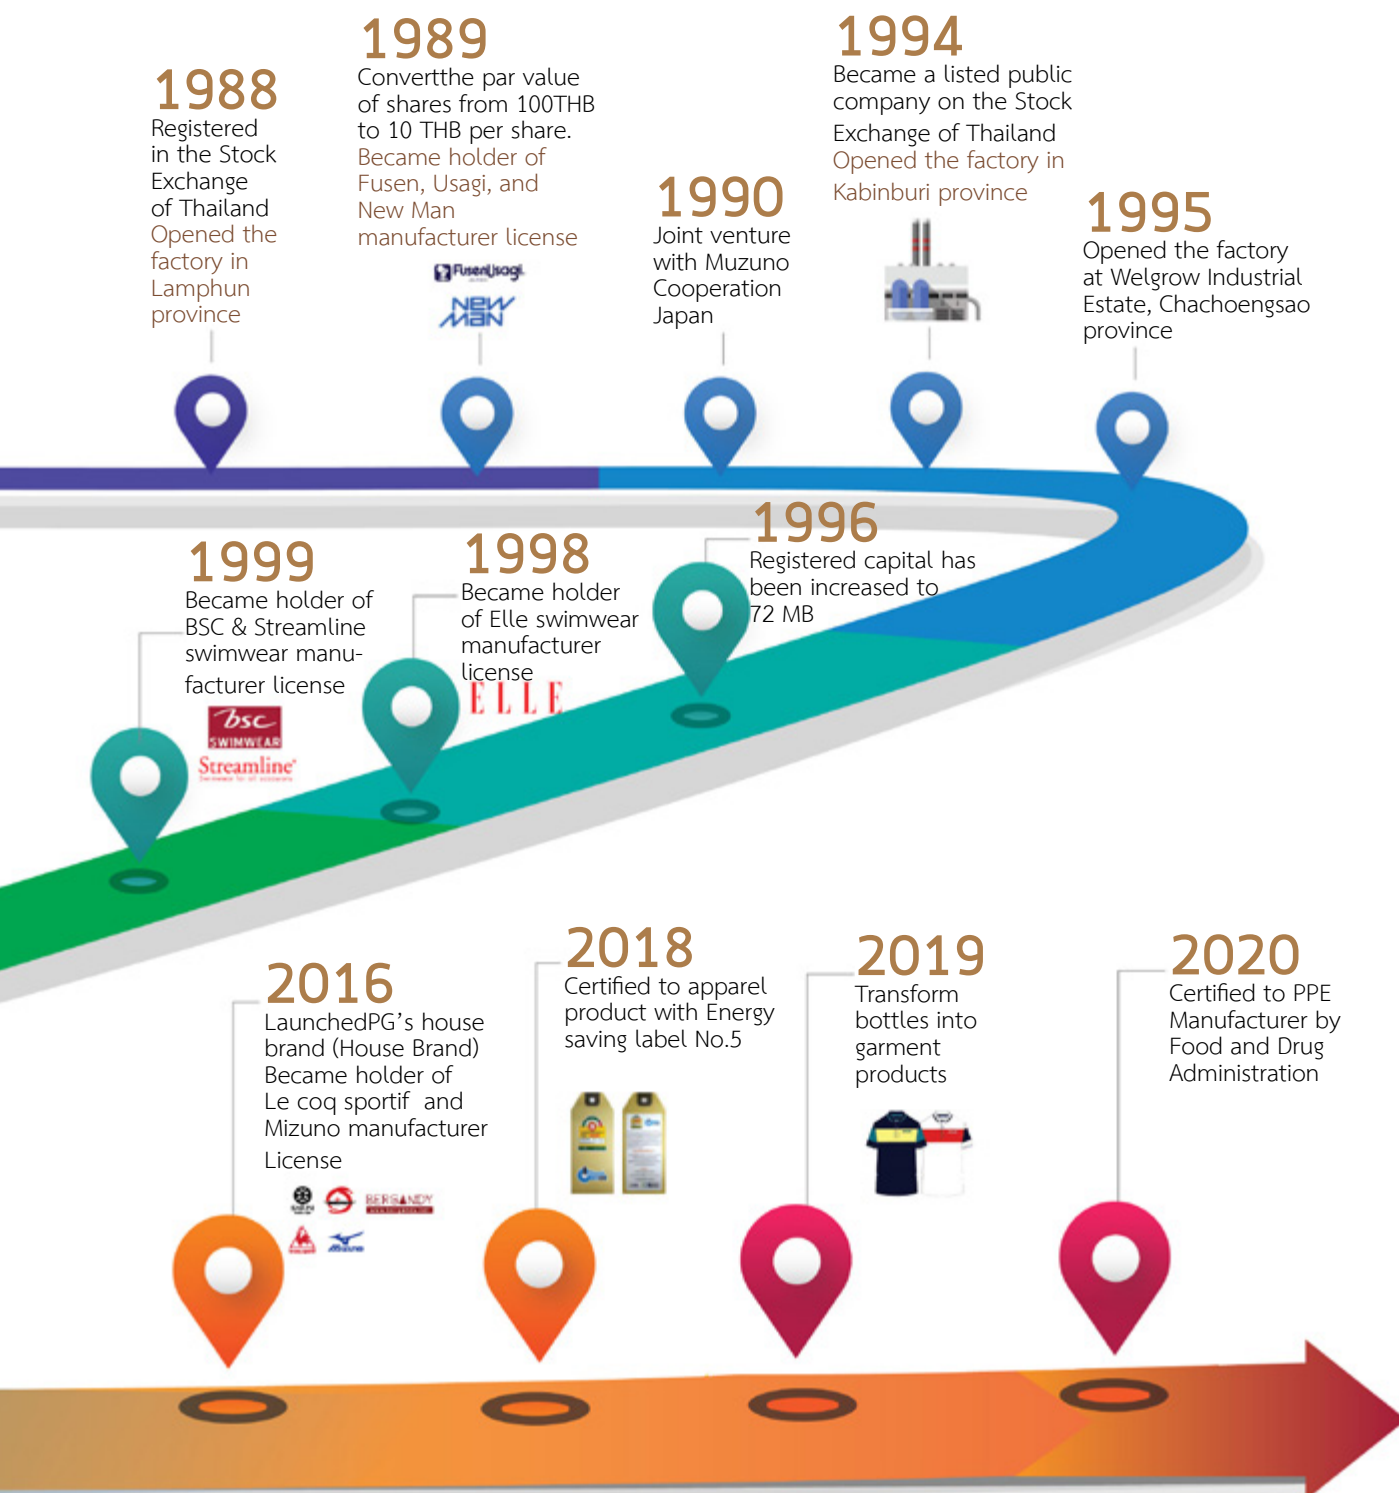 1988
Registered
in the Stock
Exchange
of Thailand
Opened the
factory in
Lamphun
province
1989
Convertthe par value
of shares from 100THB
to 10 THB per share.
Became holder of
Fusen, Usagi, and
New Man
manufacturer license
FusenUsagi
NEW
MAN
1990
Joint venture
with Muzuno
Cooperation
Japan
1994
Became a listed public
company on the Stock
Exchange of Thailand
Opened the factory in
Kabinburi province
1995
Opened the factory
at Welgrow Industrial
Estate, Chachoengsao
province
1999
Became holder of
BSC & Streamline
swimwear manu-
facturer license
bsc
SWIMWEAR
Streamline
1998
Became holder
of Elle swimwear
manufacturer
license
ELLE
1996
Registered capital has
been increased to
72 MB
2016
LaunchedPG's house
brand (House Brand)
Became holder of
Le coq sportif  and
Mizuno manufacturer
License
BERGANDY
MIZUNO
2018
Certified to apparel
product with Energy
saving label No.5
2019
Transform
bottles into
garment
products
2020
Certified to PPE
Manufacturer by
Food and Drug
Administration